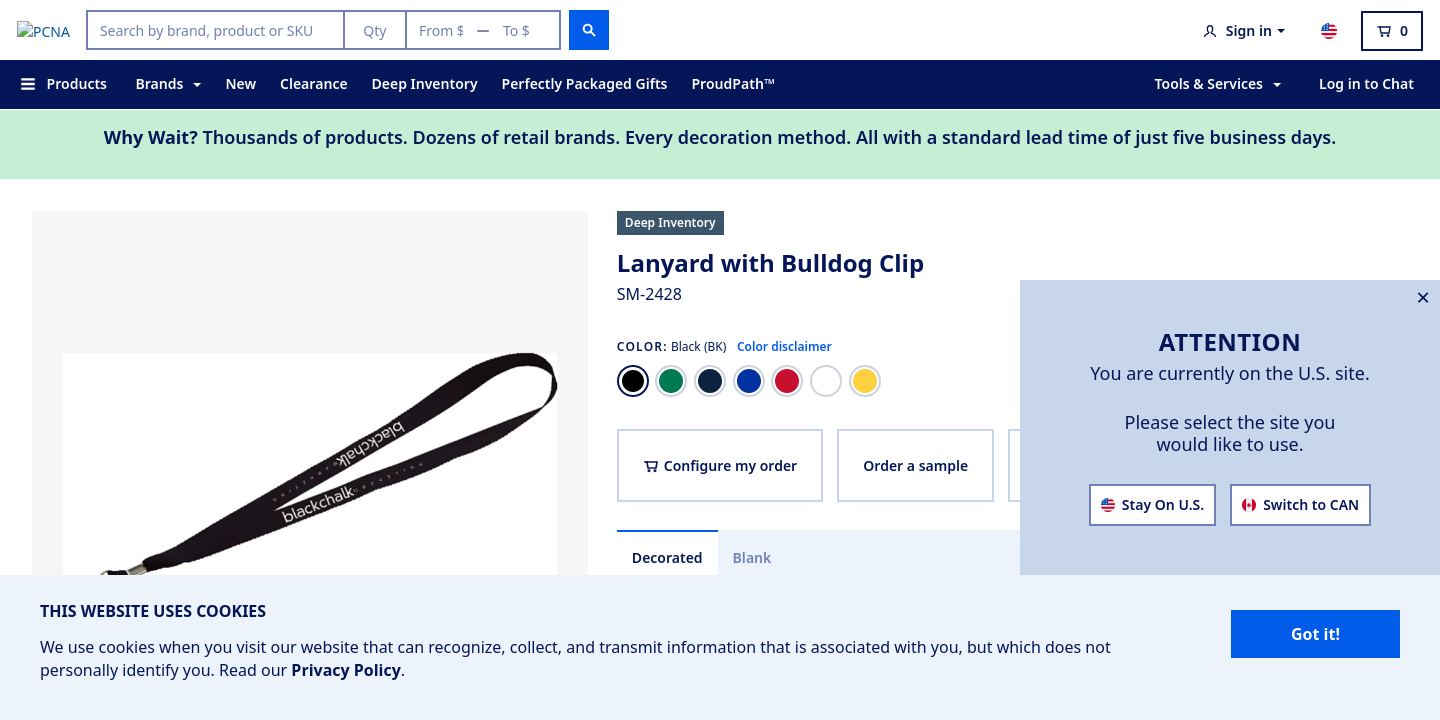 PCNA
Search by brand, product or SKU
Qty
From $ — To $
Sign in
0
Products
Brands
New
Clearance
Deep Inventory
Perfectly Packaged Gifts
ProudPath™
Tools & Services
Log in to Chat
Why Wait? Thousands of products. Dozens of retail brands. Every decoration method. All with a standard lead time of just five business days.
Deep Inventory
Lanyard with Bulldog Clip
SM-2428
COLOR: Black (BK) Color disclaimer
Configure my order
Order a sample
Decorated
Blank
blackchalk
MARKETING
blackchalk
MARKETING
ATTENTION
You are currently on the U.S. site.
Please select the site you
would like to use.
Stay On U.S.
Switch to CAN
THIS WEBSITE USES COOKIES
We use cookies when you visit our website that can recognize, collect, and transmit information that is associated with you, but which does not
personally identify you. Read our Privacy Policy.
Got it!